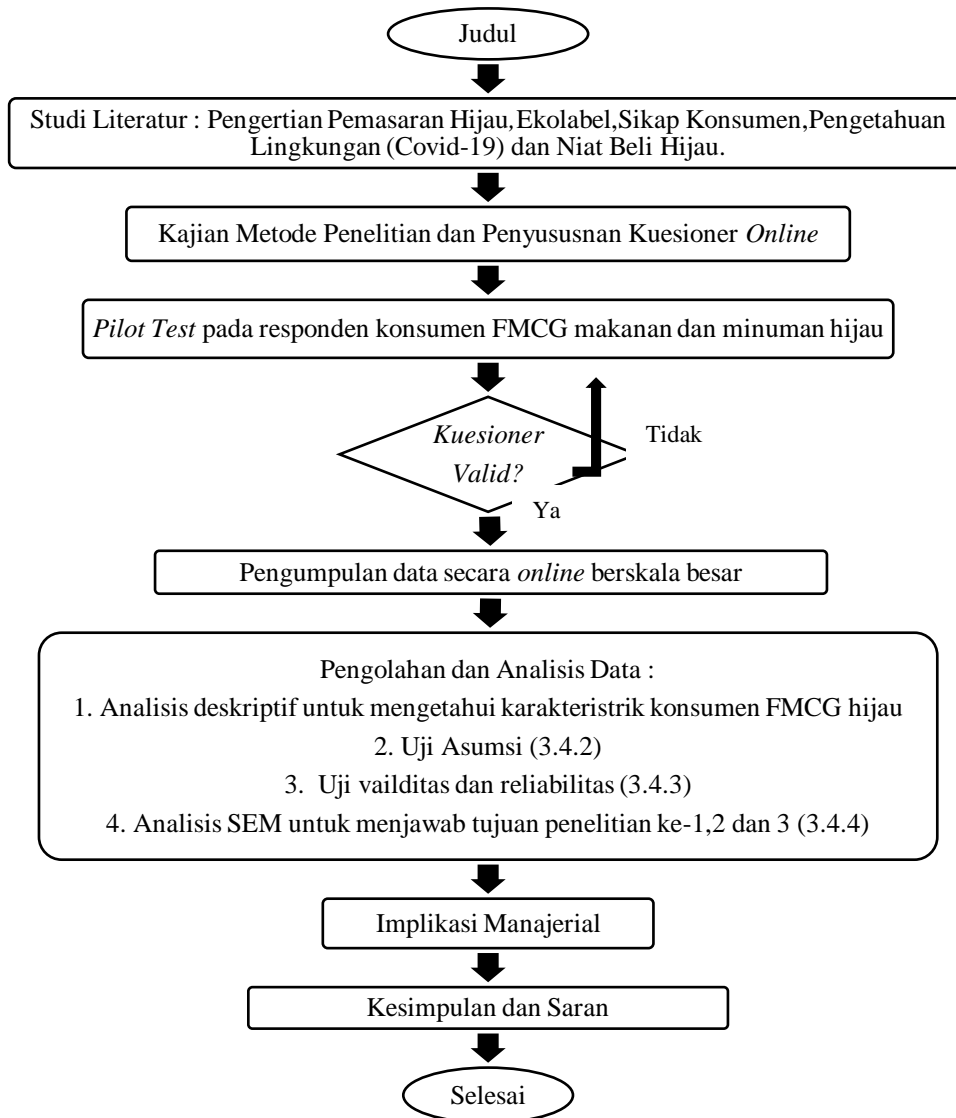 Judul
Studi Literatur : Pengertian Pemasaran Hijau,Ekolabel,Sikap Konsumen,Pengetahuan
Lingkungan (Covid-19) dan Niat Beli Hijau.
Kajian Metode Penelitian dan Penyususnan Kuesioner Online
Pilot Test pada responden konsumen FMCG makanan dan minuman hijau
Kuesioner
Valid?
Tidak
Ya
Pengumpulan data secara online berskala besar
Pengolahan dan Analisis Data :
1. Analisis deskriptif untuk mengetahui karakteristrik konsumen FMCG hijau
2. Uji Asumsi (3.4.2)
3. Uji vailditas dan reliabilitas (3.4.3)
4. Analisis SEM untuk menjawab tujuan penelitian ke-1,2 dan 3 (3.4.4)
Implikasi Manajerial
Kesimpulan dan Saran
Selesai